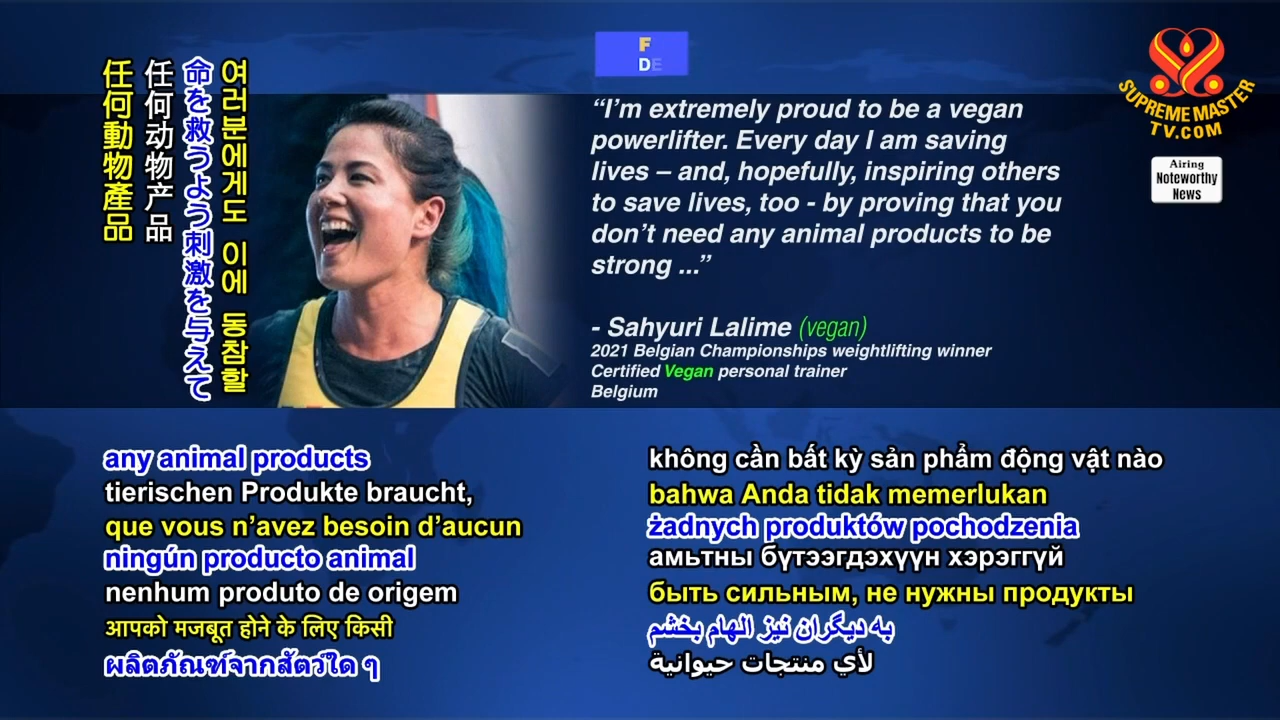 F
DE
SUPREME MASTER
TV.COM
Airing
Noteworthy
News
여러분에게도 이에 동참할
命を救うよう刺激を与えて
任何动物产品
任何動物產品
“I’m extremely proud to be a vegan
powerlifter. Every day I am saving
lives – and, hopefully, inspiring others
to save lives, too - by proving that you
don’t need any animal products to be
strong ...”
- Sahyuri Lalime (vegan)
2021 Belgian Championships weightlifting winner
Certified Vegan personal trainer
Belgium
any animal products
tierischen Produkte braucht,
que vous n’avez besoin d’aucun
ningún producto animal
nenhum produto de origem
आपको मजबूत होने के लिए किसी
ผลิตภัณฑ์จากสัตว์ใด ๆ
không cần bất kỳ sản phẩm động vật nào
bahwa Anda tidak memerlukan
żadnych produktów pochodzenia
амьтны бүтээгдэхүүн хэрэггүй
быть сильным, не нужны продукты
به دیگران نیز الهام بخشم
لأي منتجات حيوانية